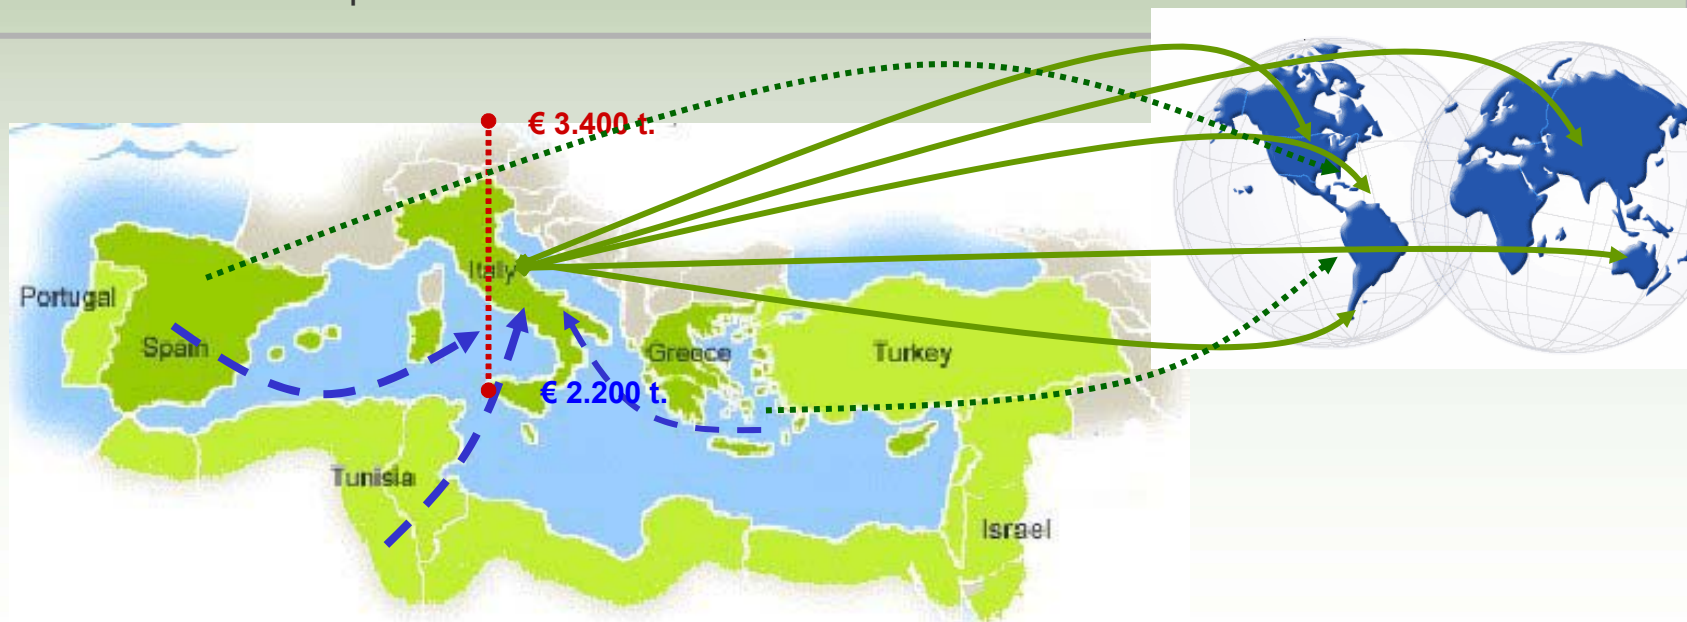 € 3.400 t.
Italy
Portugal
Spain
Greece
Turkey
€ 2.200 t.
Tunisia
Israel